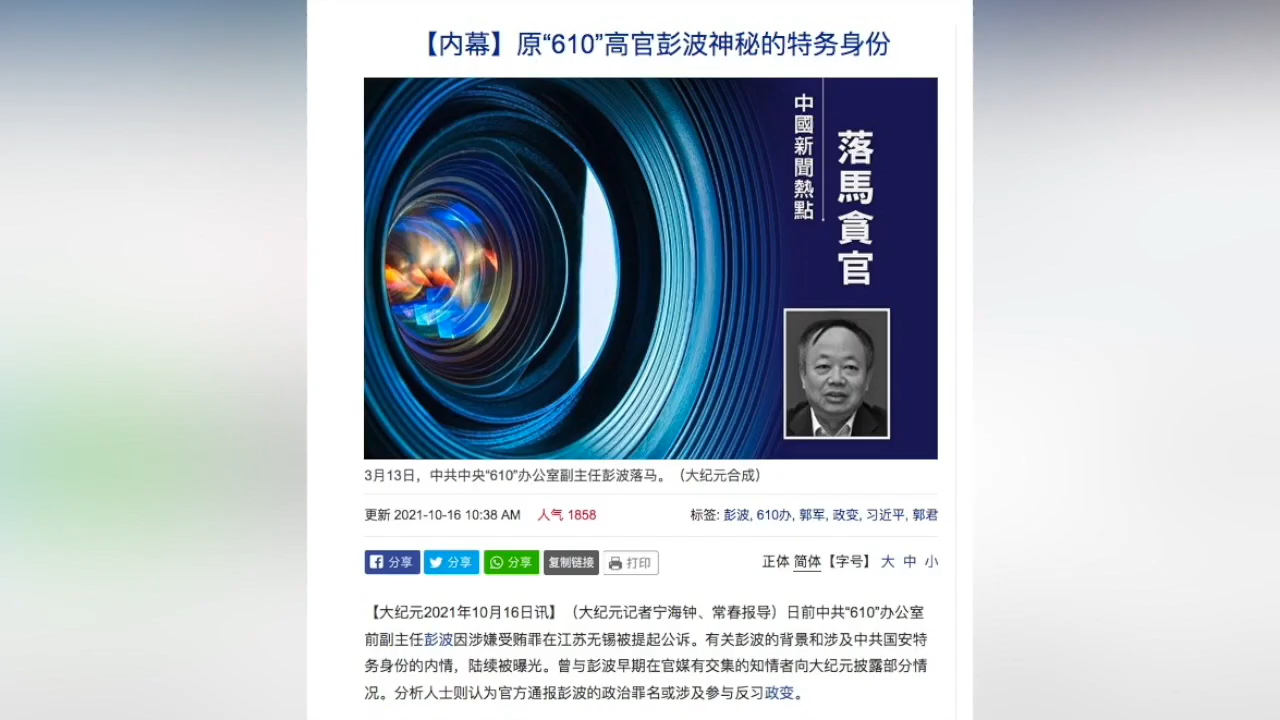 【内幕】原“610”高官彭波神秘的特务身份
中國新聞熱點
落馬貪官
3月13日，中共中央“610”办公室副主任彭波落马。（大纪元合成）
更新 2021-10-16 10:38 AM 人气 1858 标签: 彭波, 610办, 郭军, 政变, 习近平, 郭君
分享 分享 分享 复制链接 打印 正体 简体【字号】 大 中 小
【大纪元2021年10月16日讯】（大纪元记者宁海钟、常春报导）日前中共“610”办公室
前副主任彭波因涉嫌受贿罪在江苏无锡被提起公诉。有关彭波的背景和涉及中共国安特
务身份的内情，陆续被曝光。曾与彭波早期在官媒有交集的知情者向大纪元披露部分情
况。分析人士则认为官方通报彭波的政治罪名或涉及参与反习政变。